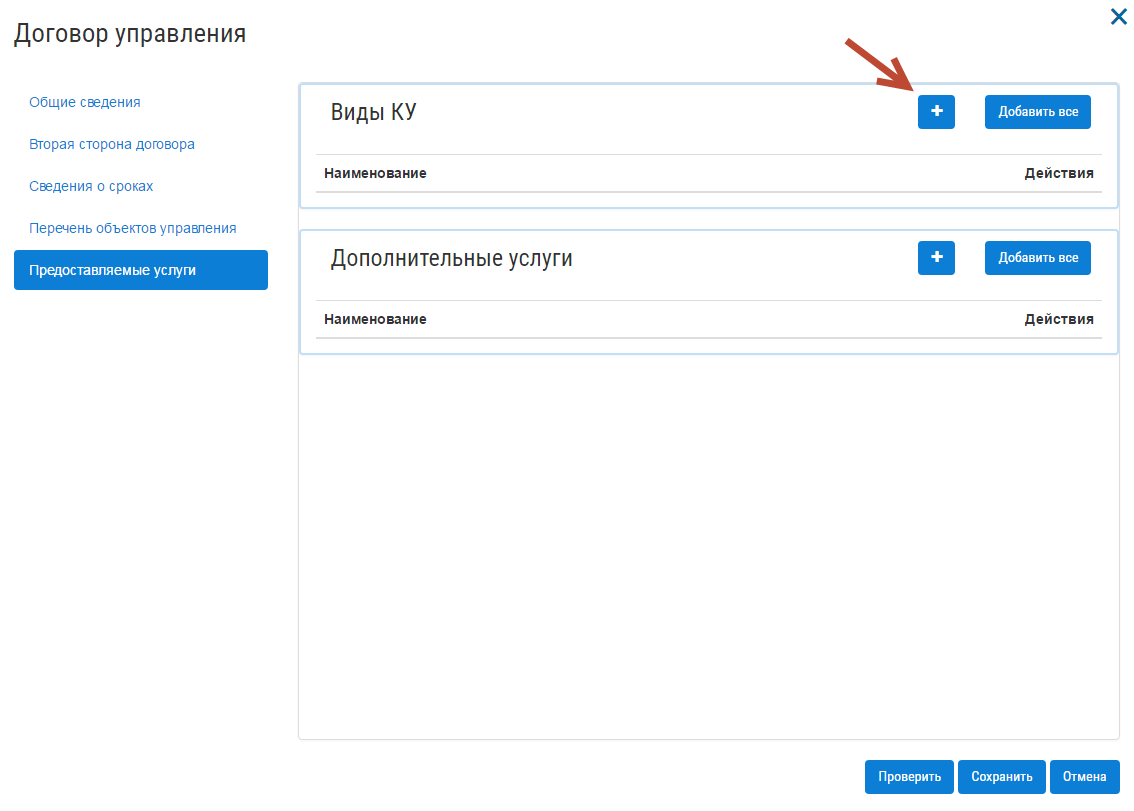 Договор управления
Общие сведения
Вторая сторона договора
Сведения о сроках
Перечень объектов управления
Предоставляемые услуги
Виды КУ
Добавить все
Наименование Действия
Дополнительные услуги
Добавить все
Наименование Действия
Проверить Сохранить Отмена